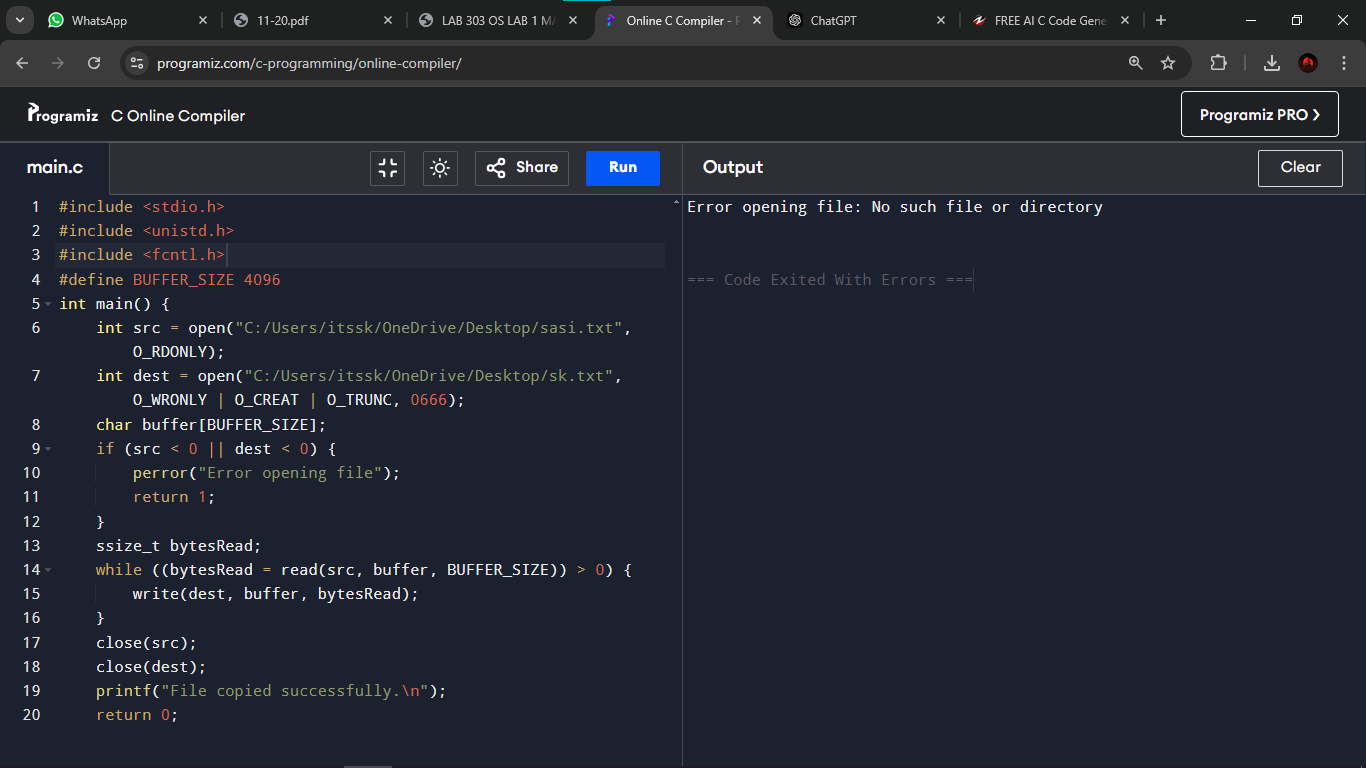 WhatsApp
11-20.pdf
LAB 303 OS LAB 1 MA
Online C Compiler - P
ChatGPT
FREE AI C Code Gene
programiz.com/c-programming/online-compiler/
Programiz C Online Compiler
Programiz PRO
main.c
Share
Run
Output
Clear
1 #include <stdio.h>
2 #include <unistd.h>
3 #include <fcntl.h>
4 #define BUFFER_SIZE 4096
5 int main() {
6 int src = open("C:/Users/itssk/OneDrive/Desktop/sasi.txt",
O_RDONLY);
7 int dest = open("C:/Users/itssk/OneDrive/Desktop/sk.txt",
O_WRONLY | O_CREAT | O_TRUNC, 0666);
8 char buffer[BUFFER_SIZE];
9 if (src < 0 || dest < 0) {
10 perror("Error opening file");
11 return 1;
12 }
13 ssize_t bytesRead;
14 while ((bytesRead = read(src, buffer, BUFFER_SIZE)) > 0) {
15 write(dest, buffer, bytesRead);
16 }
17 close(src);
18 close(dest);
19 printf("File copied successfully.\n");
20 return 0;
Error opening file: No such file or directory
=== Code Exited With Errors ===